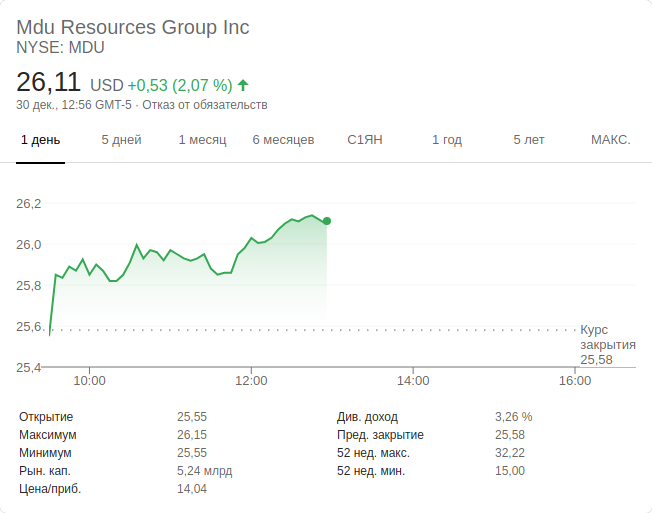 Mdu Resources Group Inc
NYSE: MDU
26,11 USD +0,53 (2,07 %)
30 дек., 12:56 GMT-5 · Отказ от обязательств
1 день 5 дней 1 месяц 6 месяцев С1ЯН 1 год 5 лет МАКС.
26,2
26,0
25,8
25,6
25,4
Курс
закрытия
25,58
10:00 12:00 14:00 16:00
Открытие 25,55 Див. доход 3,26 %
Максимум 26,15 Пред. закрытие 25,58
Минимум 25,55 52 нед. макс. 32,22
Рын. кап. 5,24 млрд 52 нед. мин. 15,00
Цена/приб. 14,04